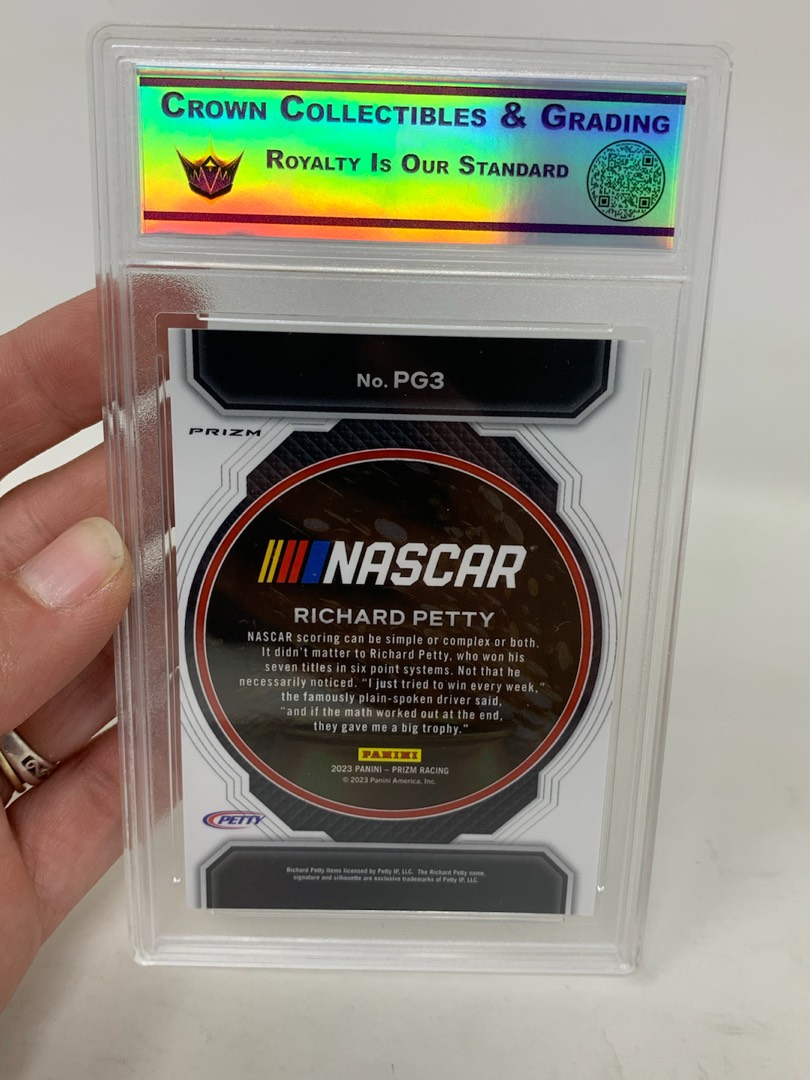 CROWN COLLECTIBLES & GRADING
ROYALTY IS OUR STANDARD
No. PG3
PRIZM
NASCAR
RICHARD PETTY
NASCAR scoring can be simple or complex or both.
It didn't matter to Richard Petty, who won his
seven titles in six point systems. Not that he
necessarily noticed. "I just tried to win every week,"
the famously plain-spoken driver said,
"and if the math worked out at the end,
they gave me a big trophy."
PANINI
2023 PANINI – PRIZM RACING
© 2023 Panini America, Inc.
PETTY
Richard Petty items licensed by Petty IP, LLC. The Richard Petty name,
signature and silhouette are exclusive trademarks of Petty IP, LLC.